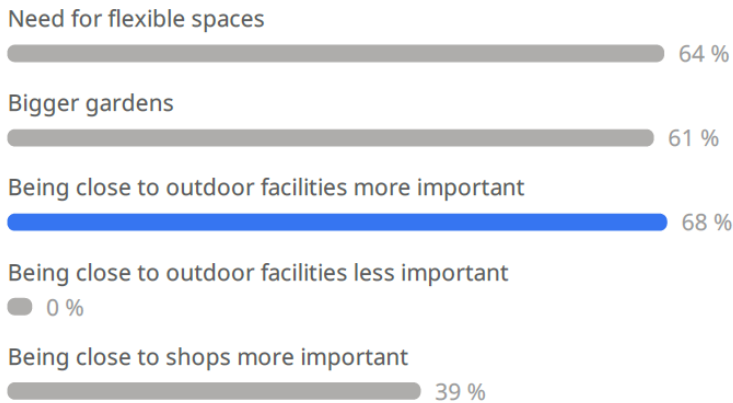 Need for flexible spaces
64 %
Bigger gardens
61 %
Being close to outdoor facilities more important
68 %
Being close to outdoor facilities less important
0 %
Being close to shops more important
39 %